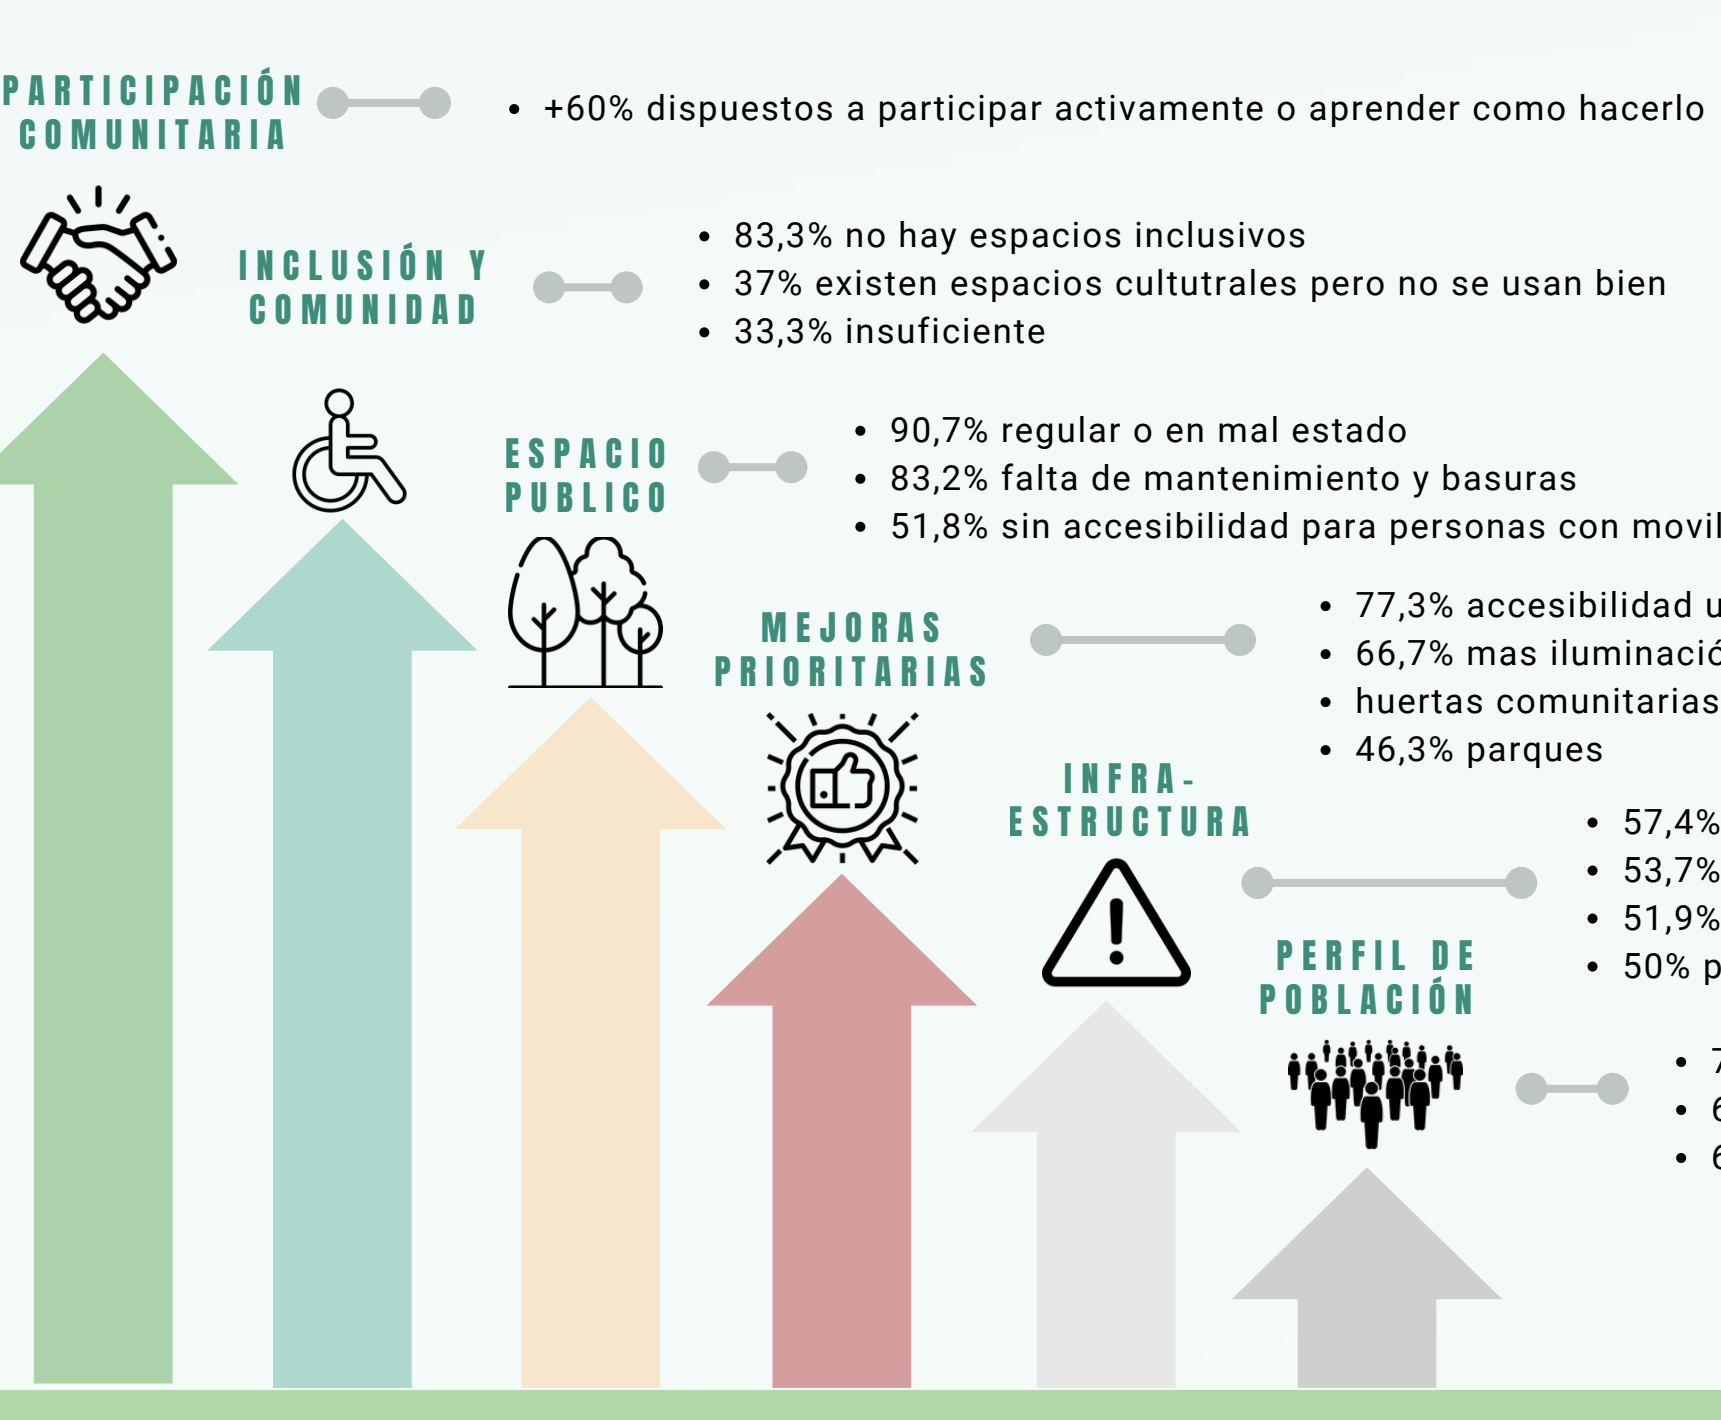 PARTICIPACIÓN
COMUNITARIA
• +60% dispuestos a participar activamente o aprender como hacerlo
INCLUSIÓN Y
COMUNIDAD
• 83,3% no hay espacios inclusivos
• 37% existen espacios cultutrales pero no se usan bien
• 33,3% insuficiente
ESPACIO
PUBLICO
• 90,7% regular o en mal estado
• 83,2% falta de mantenimiento y basuras
• 51,8% sin accesibilidad para personas con
MEJORAS
PRIORITARIAS
• 77,3% accesibilidad
• 66,7% mas
• huertas comunitarias
• 46,3% parques
INFRA-
ESTRUCTURA
• 57,4%
• 53,7%
• 51,9%
• 50%
PERFIL DE
POBLACIÓN